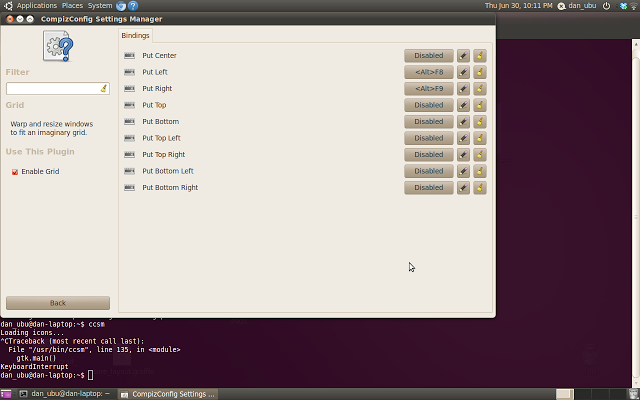 Applications Places System
Thu Jun 30, 10:11 PM dan_ubu
CompizConfig Settings Manager
Bindings
Filter
Grid
Warp and resize windows
to fit an imaginary grid.
Use This Plugin
Enable Grid
Back
Put Center Disabled
Put Left <Alt>F8
Put Right <Alt>F9
Put Top Disabled
Put Bottom Disabled
Put Top Left Disabled
Put Top Right Disabled
Put Bottom Left Disabled
Put Bottom Right Disabled
dan_ubu@dan-laptop:~$ ccsm
Loading icons...
^CTraceback (most recent call last):
File "/usr/bin/ccsm", line 135, in <module>
gtk.main()
KeyboardInterrupt
dan_ubu@dan-laptop:~$
dan_ubu@dan-laptop: ~
CompizConfig Settings ...